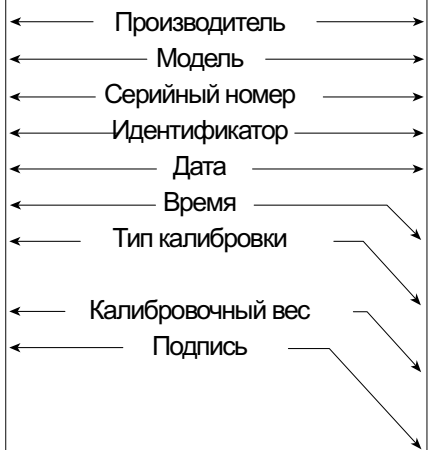 Производитель
Модель
Серийный номер
Идентификатор
Дата
Время
Тип калибровки
Калибровочный вес
Подпись